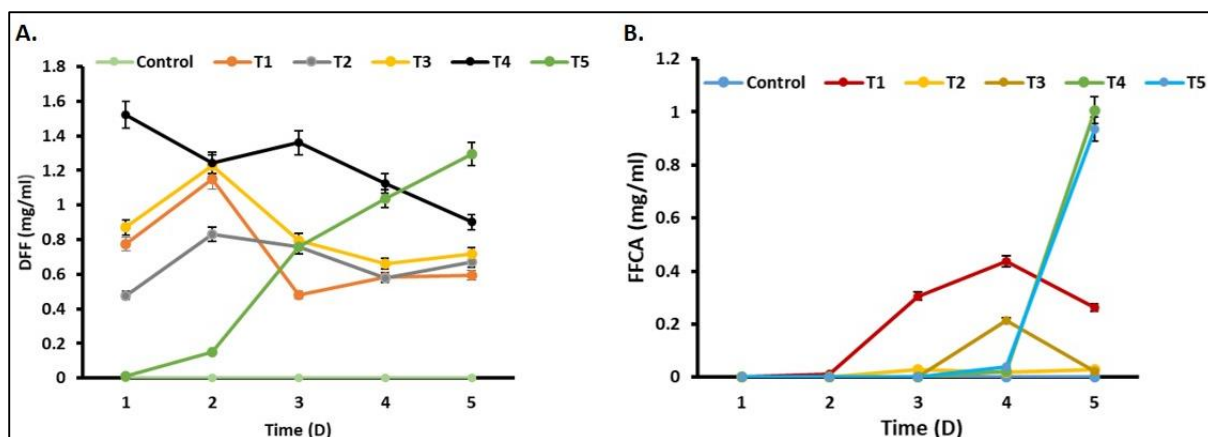 A.
Control T1 T2 T3 T4 T5
DFF (mg/ml)
1.8
1.6
1.4
1.2
1
0.8
0.6
0.4
0.2
0
1 2 3 4 5
Time (D)
B.
Control T1 T2 T3 T4 T5
FFCA (mg/ml)
1.2
1
0.8
0.6
0.4
0.2
0
1 2 3 4 5
Time (D)